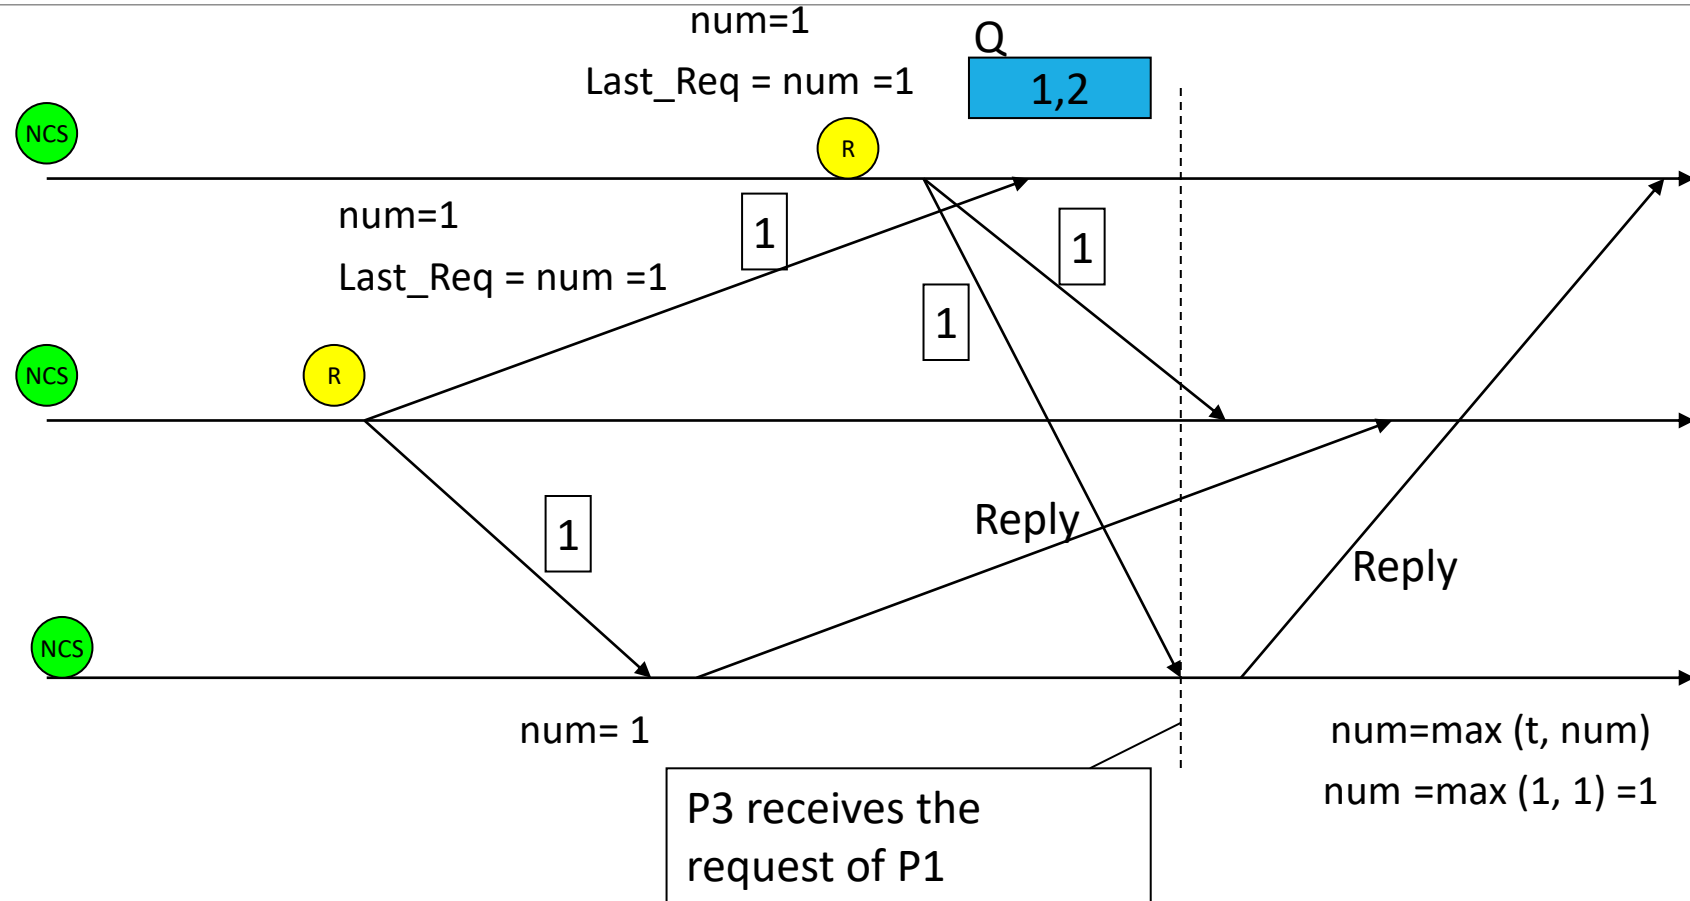 num=1
Q
Last_Req = num =1
1,2
NCS
R
num=1
1
1
Last_Req = num =1
1
NCS
R
1
Reply
Reply
NCS
num= 1
num=max (t, num)
num =max (1, 1) =1
P3 receives the
request of P1